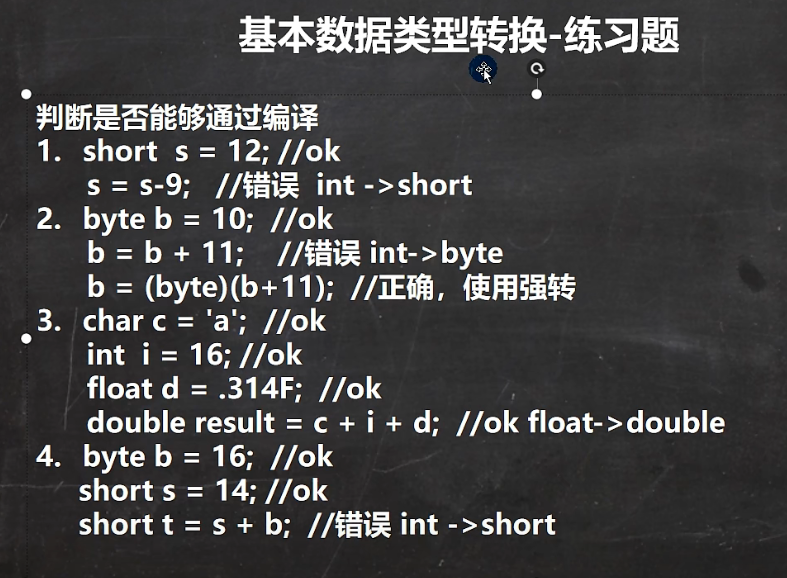 基本数据类型转换-练习题
判断是否能够通过编译
1. short s = 12; //ok
s = s-9; //错误 int ->short
2. byte b = 10; //ok
b = b + 11; //错误 int->byte
b = (byte)(b+11); //正确，使用强转
3. char c = 'a'; //ok
int i = 16; //ok
float d = .314F; //ok
double result = c + i + d; //ok float->double
4. byte b = 16; //ok
short s = 14; //ok
short t = s + b; //错误 int ->short